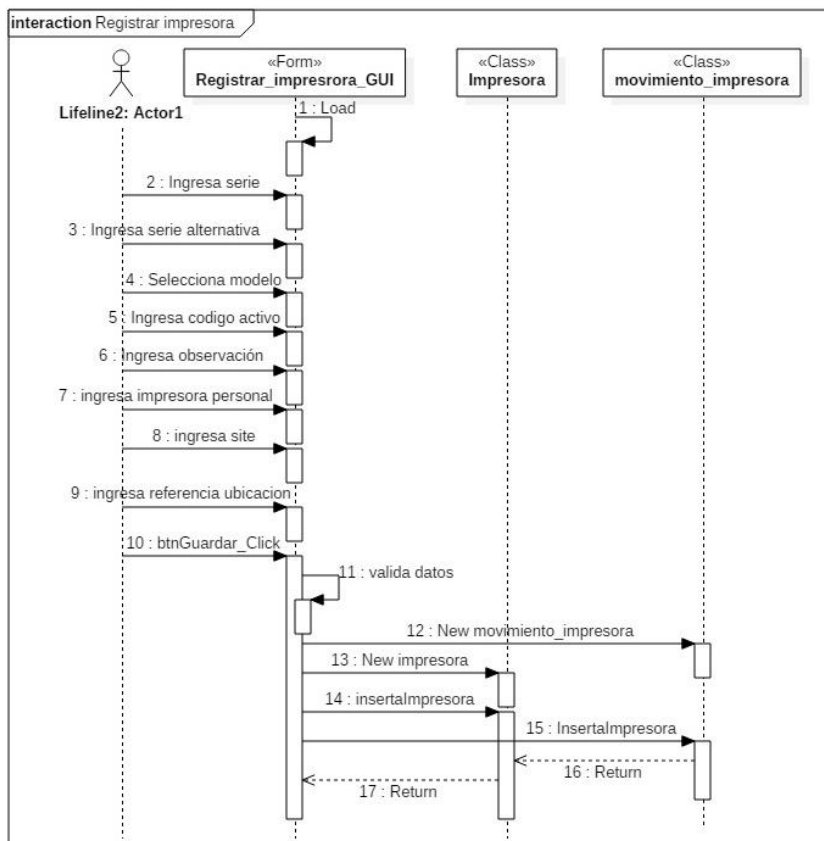 interaction Registrar impresora
«Form»
Registrar_impresrora_GUI
«Class»
Impresora
«Class»
movimiento_impresora
Lifeline2: Actor1
1 : Load
2 : Ingresa serie
3 : Ingresa serie alternativa
4 : Selecciona modelo
5 : Ingresa codigo activo
6 : Ingresa observación
7 : ingresa impresora personal
8 : ingresa site
9 : ingresa referencia ubicacion
10 : btnGuardar_Click
11 : valida datos
12 : New movimiento_impresora
13 : New impresora
14 : insertaImpresora
15 : InsertaImpresora
16 : Return
17 : Return